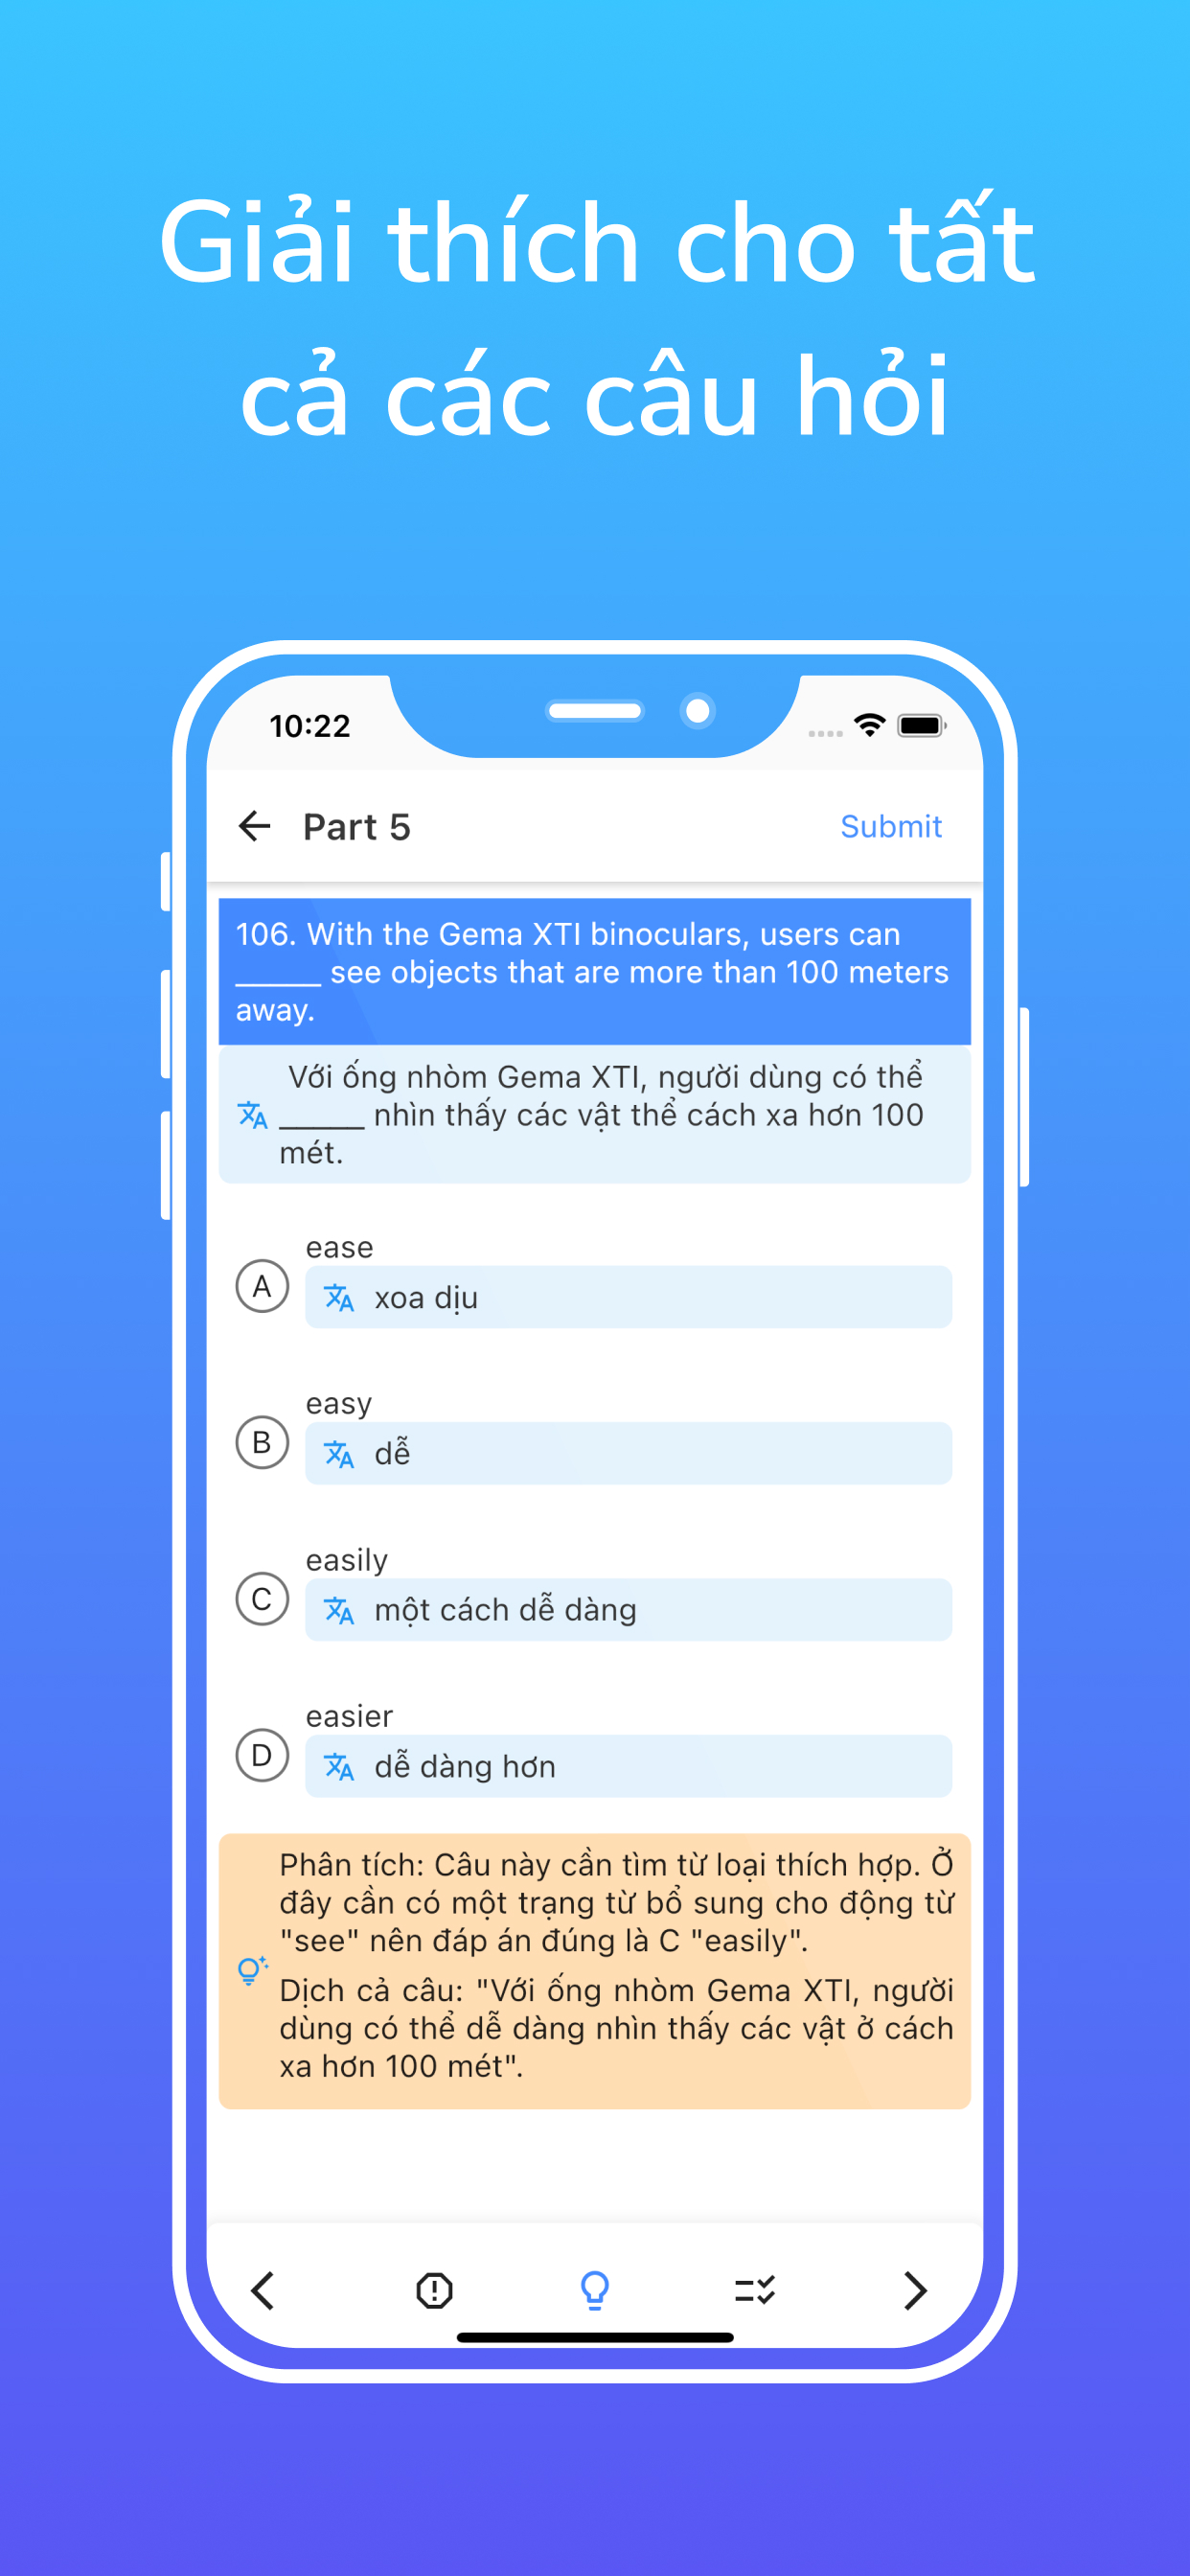 Giải thích cho tất
cả các câu hỏi
10:22
Part 5
Submit
106. With the Gema XTI binoculars, users can
______ see objects that are more than 100 meters
away.
Với ống nhòm Gema XTI, người dùng có thể
______ nhìn thấy các vật thể cách xa hơn 100
mét.
ease
A
xoa dịu
easy
B
dễ
easily
C
một cách dễ dàng
easier
D
dễ dàng hơn
Phân tích: Câu này cần tìm từ loại thích hợp. Ở
đây cần có một trạng từ bổ sung cho động từ
"see" nên đáp án đúng là C "easily".
Dịch cả câu: "Với ống nhòm Gema XTI, người
dùng có thể dễ dàng nhìn thấy các vật ở cách
xa hơn 100 mét".